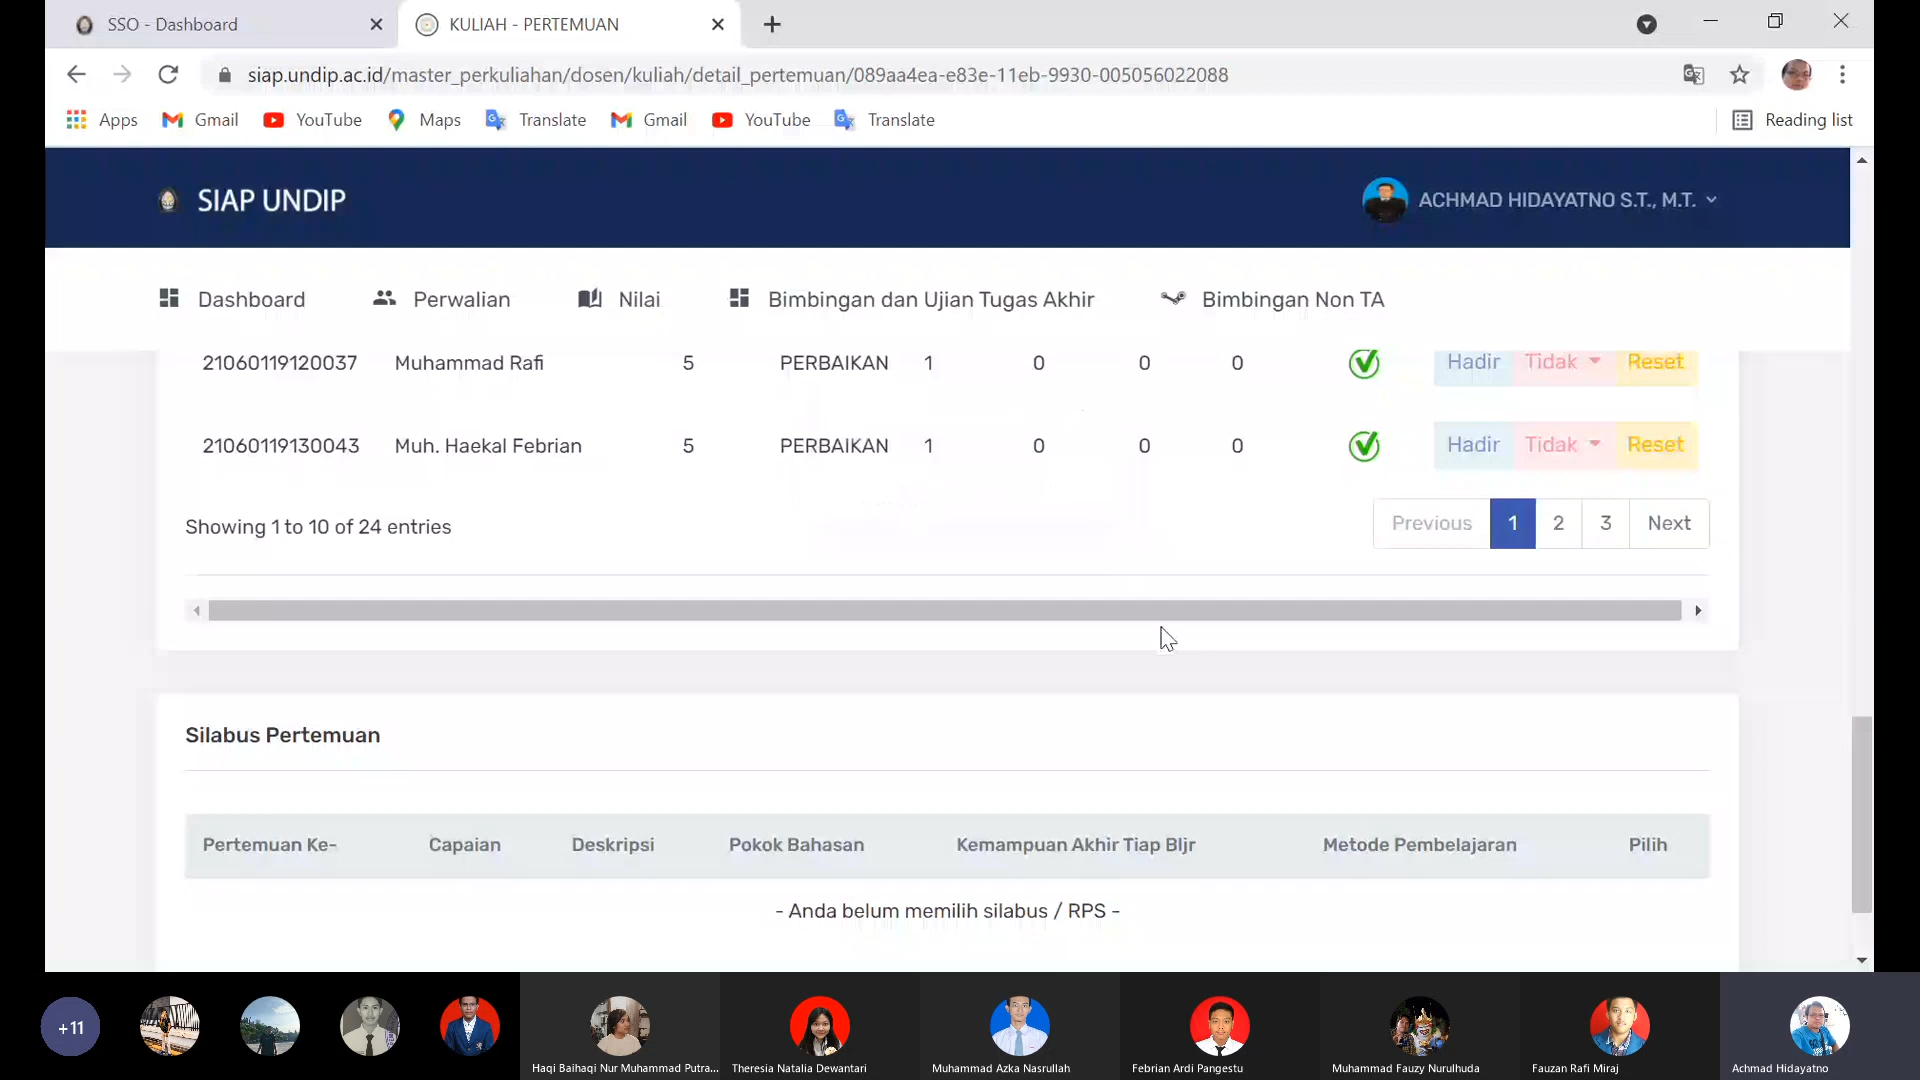 SSO - Dashboard
KULIAH - PERTEMUAN
siap.undip.ac.id/master_perkuliahan/dosen/kuliah/detail_pertemuan/089aa4ea-e83e-11eb-9930-005056022088
Apps Gmail YouTube Maps Translate Gmail YouTube Translate Reading list
SIAP UNDIP
ACHMAD HIDAYATNO S.T., M.T.
Dashboard Perwalian Nilai Bimbingan dan Ujian Tugas Akhir Bimbingan Non TA
21060119120037 Muhammad Rafi 5 PERBAIKAN 1 0 0 0 Hadir Tidak Reset
21060119130043 Muh. Haekal Febrian 5 PERBAIKAN 1 0 0 0 Hadir Tidak Reset
Showing 1 to 10 of 24 entries
Previous 1 2 3 Next
Silabus Pertemuan
Pertemuan Ke- Capaian Deskripsi Pokok Bahasan Kemampuan Akhir Tiap Bljr Metode Pembelajaran Pilih
- Anda belum memilih silabus / RPS -
+11
Haqi Baihaqi Nur Muhammad Putra... Theresia Natalia Dewantari Muhammad Azka Nasrullah Febrian Ardi Pangestu Muhammad Fauzy Nurulhuda Fauzan Rafi Miraj Achmad Hidayatno